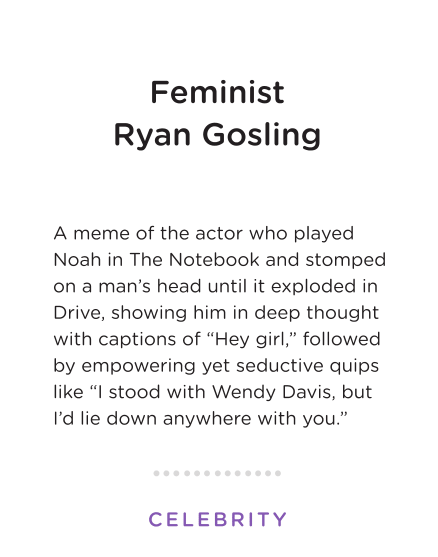 Feminist
Ryan Gosling
A meme of the actor who played
Noah in The Notebook and stomped
on a man’s head until it exploded in
Drive, showing him in deep thought
with captions of “Hey girl,” followed
by empowering yet seductive quips
like “I stood with Wendy Davis, but
I’d lie down anywhere with you.”
CELEBRITY